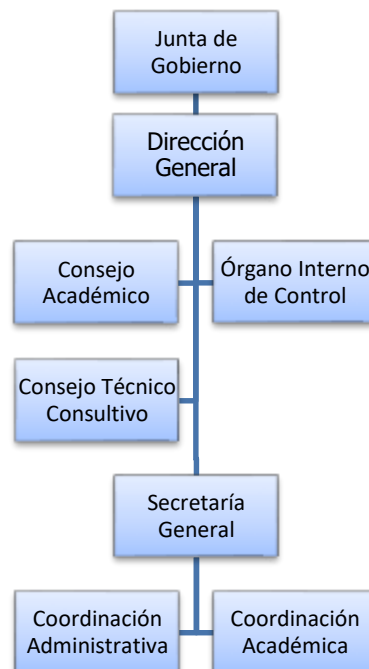 Junta de
Gobierno
Dirección
General
Consejo
Académico
Órgano Interno
de Control
Consejo Técnico
Consultivo
Secretaría
General
Coordinación
Administrativa
Coordinación
Académica